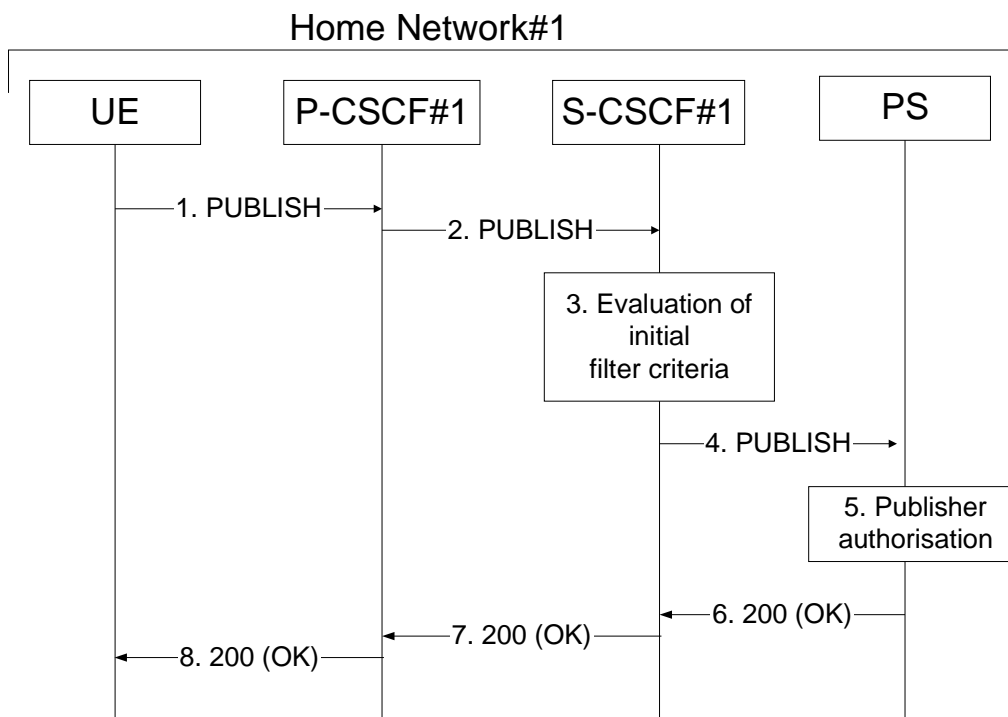 Home Network#1
UE
P-CSCF#1
S-CSCF#1
PS
1. PUBLISH
2. PUBLISH
3. Evaluation of
initial
filter criteria
4. PUBLISH
5. Publisher
authorisation
6. 200 (OK)
7. 200 (OK)
8. 200 (OK)